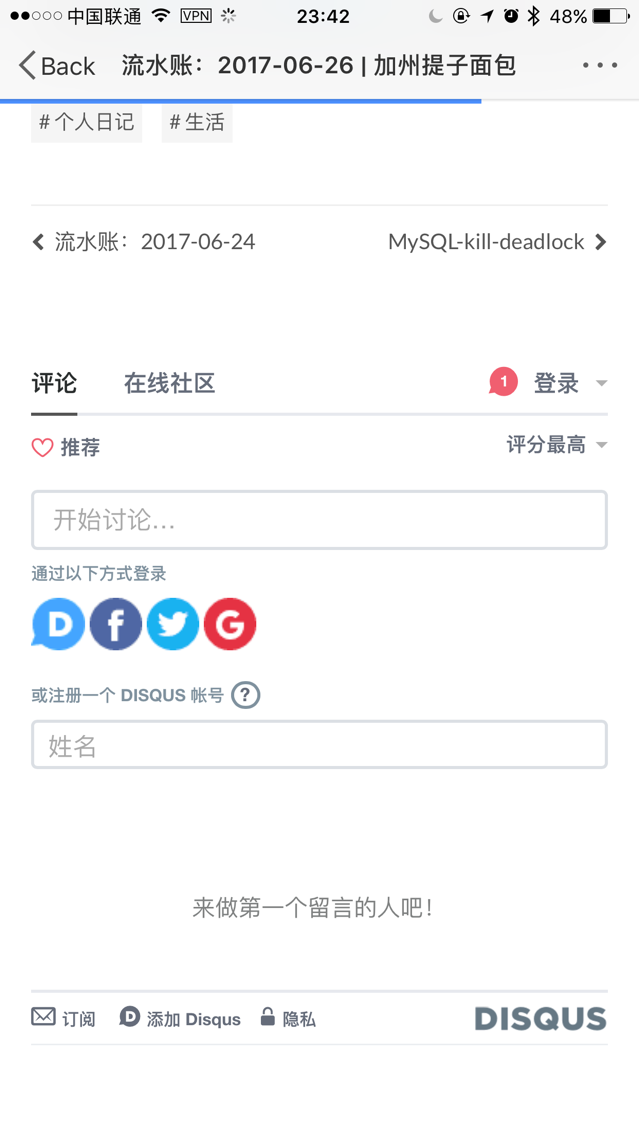 中国联通 VPN 23:42 48%
Back 流水账：2017-06-26 | 加州提子面包
# 个人日记 # 生活
流水账：2017-06-24 MySQL-kill-deadlock
评论 在线社区 1 登录
推荐 评分最高
开始讨论...
通过以下方式登录
D f G
或注册一个 DISQUS 帐号 ?
姓名
来做第一个留言的人吧！
订阅 D 添加 Disqus 隐私 DISQUS